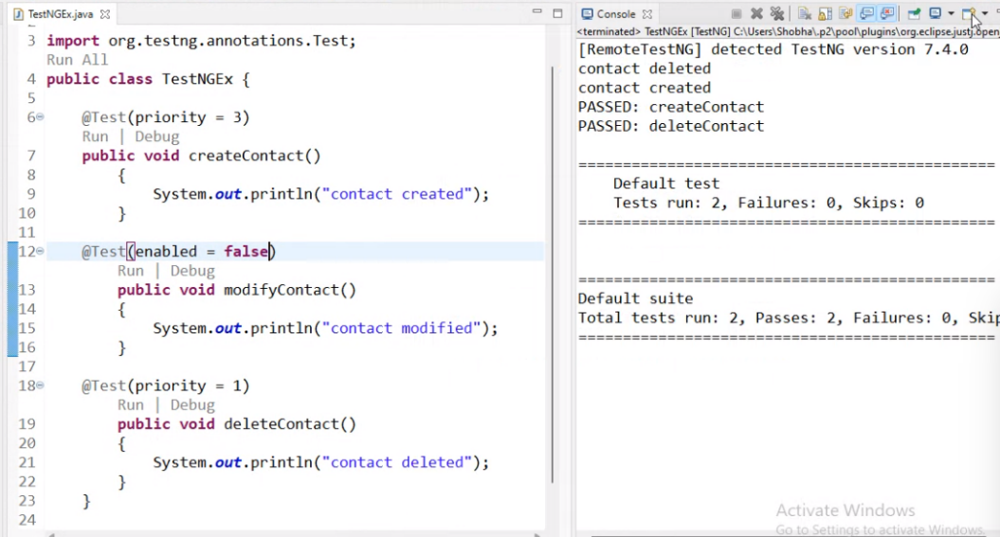 TestNGEx.java
3 import org.testng.annotations.Test;
Run All
4 public class TestNGEx {
5
6 @Test(priority = 3)
Run | Debug
7 public void createContact()
8 {
9 System.out.println("contact created");
10 }
11
12 @Test(enabled = false)
Run | Debug
13 public void modifyContact()
14 {
15 System.out.println("contact modified");
16 }
17
18 @Test(priority = 1)
Run | Debug
19 public void deleteContact()
20 {
21 System.out.println("contact deleted");
22 }
23 }
24
Console
<terminated> TestNGEx [TestNG] C:\Users\Shobha\.p2\pool\plugins\org.eclipse.justj.openj
[RemoteTestNG] detected TestNG version 7.4.0
contact deleted
contact created
PASSED: createContact
PASSED: deleteContact
===============================================
Default test
Tests run: 2, Failures: 0, Skips: 0
===============================================
===============================================
Default suite
Total tests run: 2, Passes: 2, Failures: 0, Skip
===============================================
Activate Windows
Go to Settings to activate Windows.